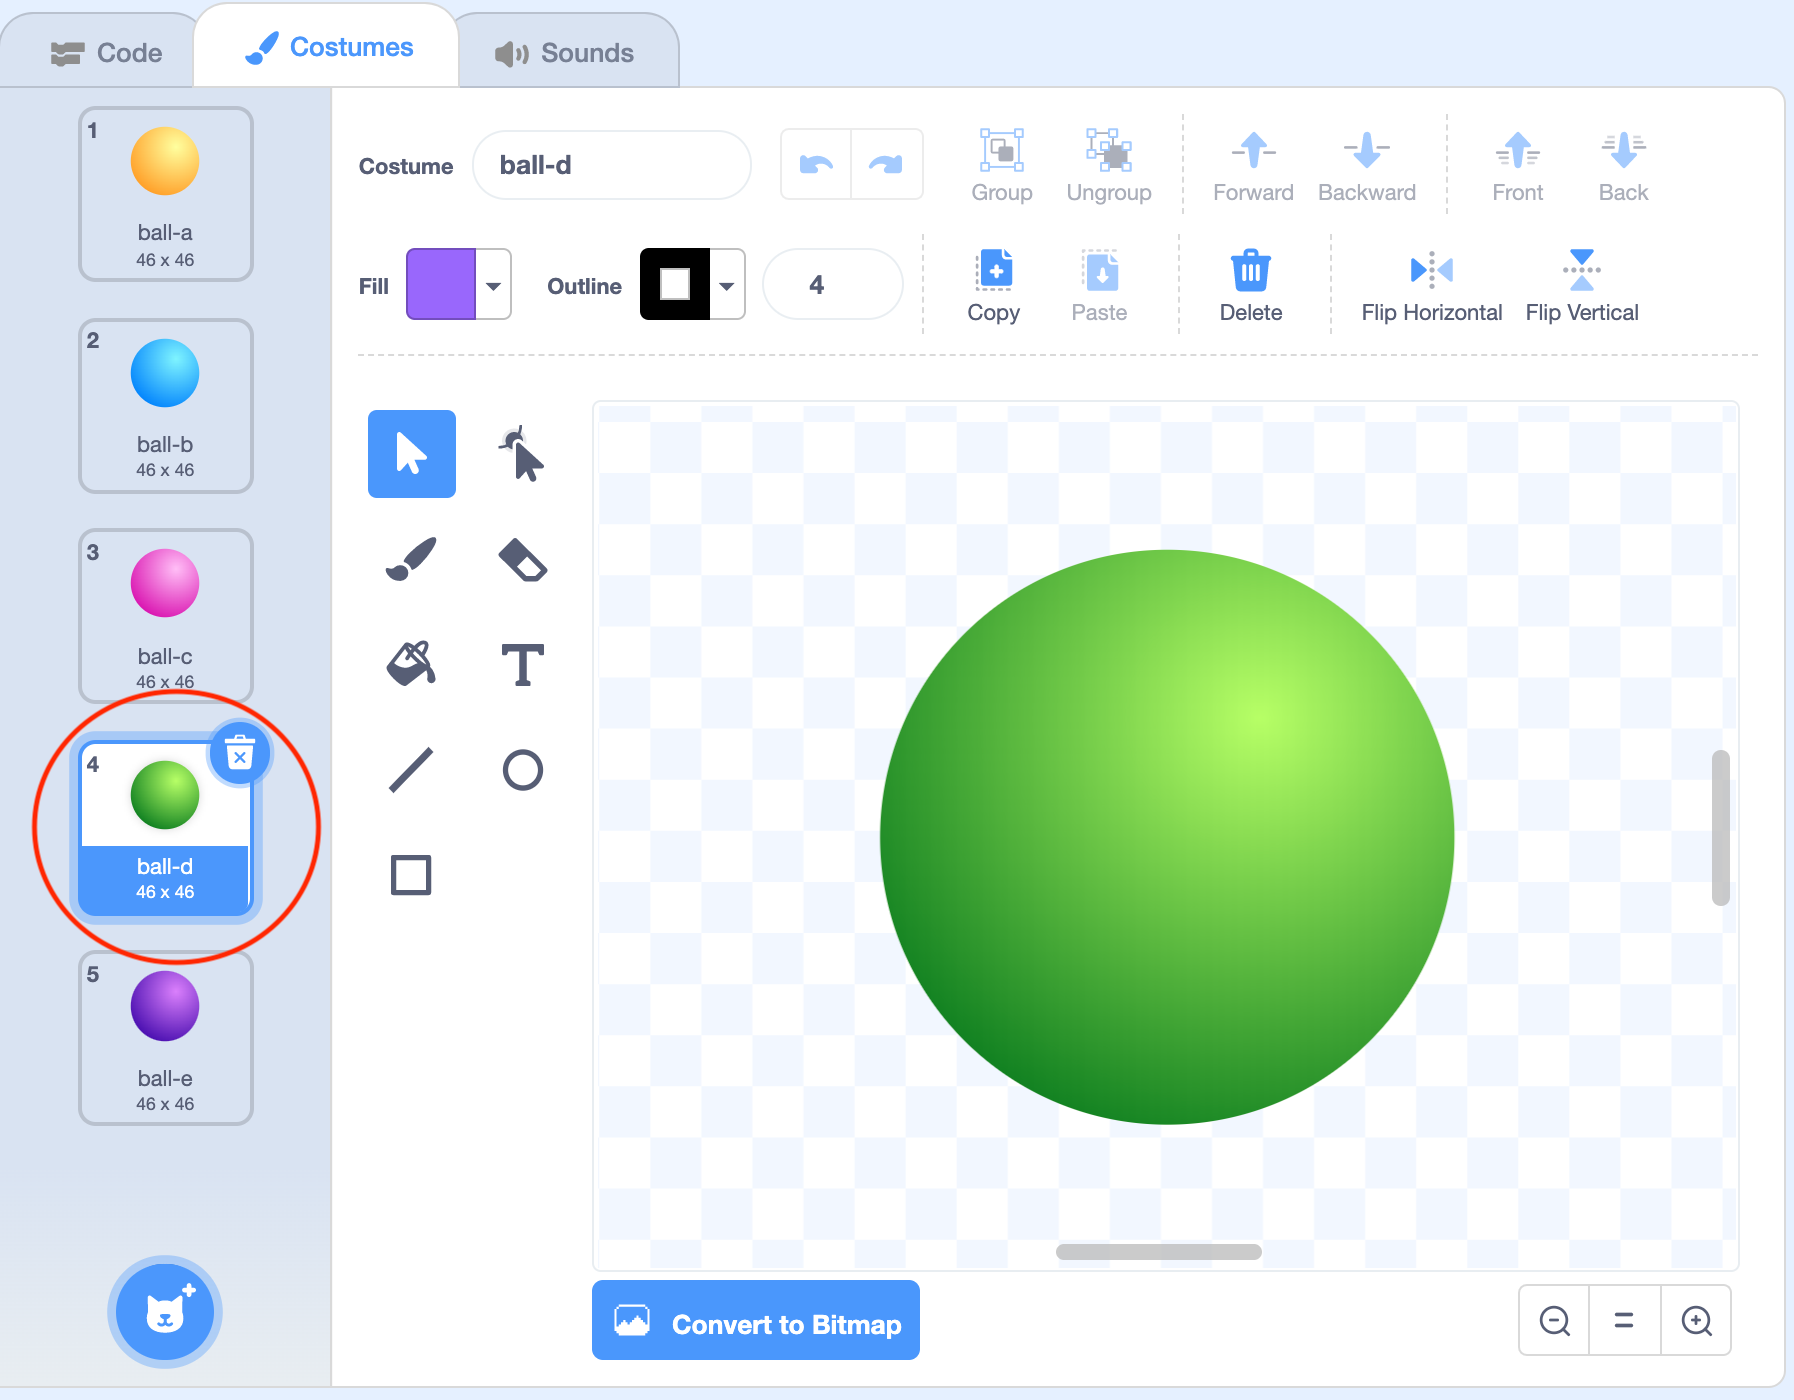 Code
Costumes
Sounds
1
ball-a
46 x 46
2
ball-b
46 x 46
3
ball-c
46 x 46
4
ball-d
46 x 46
5
ball-e
46 x 46
Costume
ball-d
Group
Ungroup
Forward
Backward
Front
Back
Fill
Outline
4
Copy
Paste
Delete
Flip Horizontal
Flip Vertical
T
Convert to Bitmap